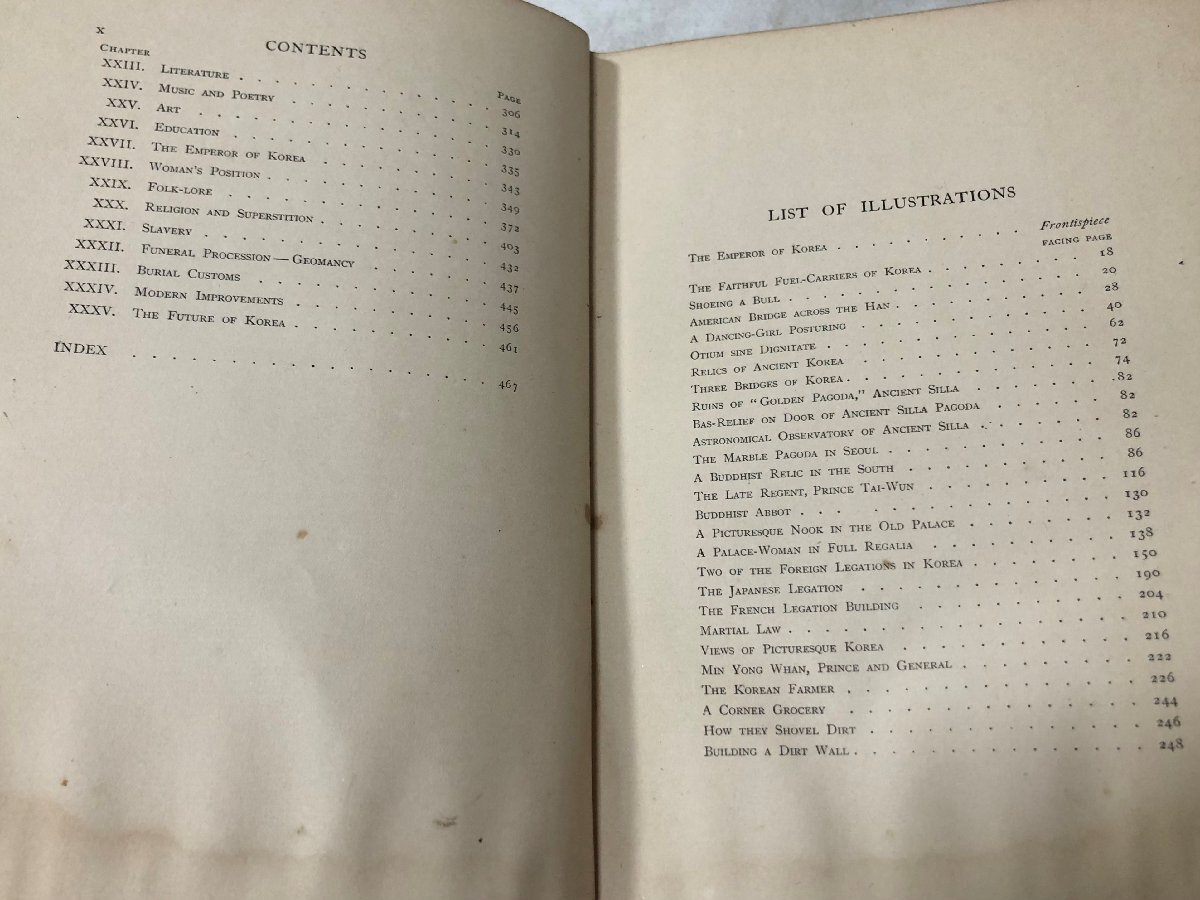 X
CONTENTS
CHAPTER PAGE
XXIII. LITERATURE 306
XXIV. MUSIC AND POETRY 314
XXV. ART 330
XXVI. EDUCATION 335
XXVII. THE EMPEROR OF KOREA 343
XXVIII. WOMAN'S POSITION 349
XXIX. FOLK-LORE 372
XXX. RELIGION AND SUPERSTITION 403
XXXI. SLAVERY 432
XXXII. FUNERAL PROCESSION—GEOMANCY 437
XXXIII. BURIAL CUSTOMS 445
XXXIV. MODERN IMPROVEMENTS 456
XXXV. THE FUTURE OF KOREA 461
INDEX 467
LIST OF ILLUSTRATIONS
THE EMPEROR OF KOREA Frontispiece
FACING PAGE
THE FAITHFUL FUEL-CARRIERS OF KOREA 18
SHOEING A BULL 20
AMERICAN BRIDGE ACROSS THE HAN 28
A DANCING-GIRL POSTURING 40
OTIUM SINE DIGNITATE 62
RELICS OF ANCIENT KOREA 72
THREE BRIDGES OF KOREA 74
RUINS OF "GOLDEN PAGODA," ANCIENT SILLA 82
BAS-RELIEF ON DOOR OF ANCIENT SILLA PAGODA 82
ASTRONOMICAL OBSERVATORY OF ANCIENT SILLA 82
THE MARBLE PAGODA IN SEOUL 86
A BUDDHIST RELIC IN THE SOUTH 86
THE LATE REGENT, PRINCE TAI-WUN 116
BUDDHIST ABBOT 130
A PICTURESQUE NOOK IN THE OLD PALACE 132
A PALACE-WOMAN IN FULL REGALIA 138
TWO OF THE FOREIGN LEGATIONS IN KOREA 150
THE JAPANESE LEGATION 190
THE FRENCH LEGATION BUILDING 204
MARTIAL LAW 210
VIEWS OF PICTURESQUE KOREA 216
MIN YONG WHAN, PRINCE AND GENERAL 222
THE KOREAN FARMER 226
A CORNER GROCERY 244
HOW THEY SHOVEL DIRT 246
BUILDING A DIRT WALL 248